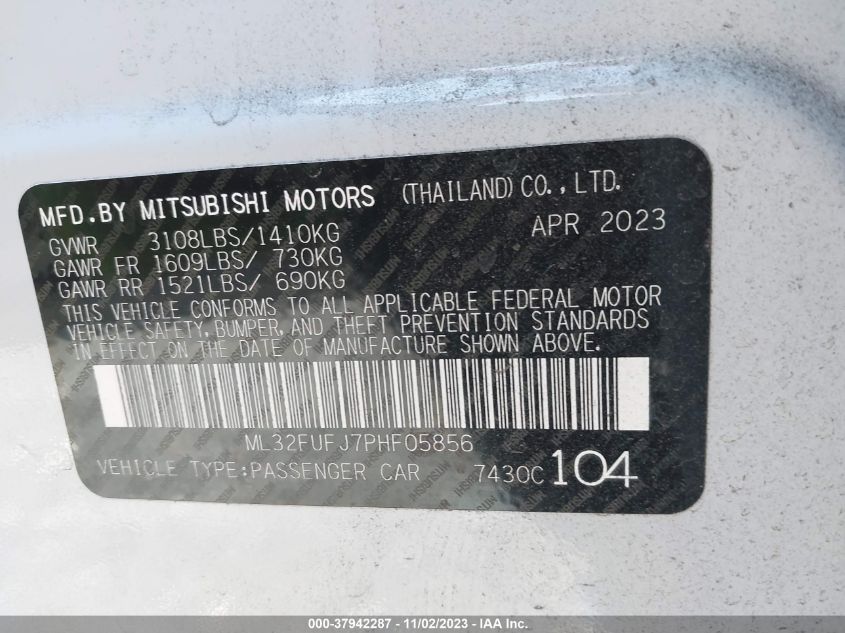 MFD.BY MITSUBISHI MOTORS (THAILAND) CO.,LTD.
GVWR 3108LBS/1410KG APR 2023
GAWR FR 1609LBS/ 730KG
GAWR RR 1521LBS/ 690KG
THIS VEHICLE CONFORMS TO ALL APPLICABLE FEDERAL MOTOR
VEHICLE SAFETY, BUMPER, AND THEFT PREVENTION STANDARDS
IN EFFECT ON THE DATE OF MANUFACTURE SHOWN ABOVE.
ML32FUFJ7PHF05856
VEHICLE TYPE:PASSENGER CAR 7430C 104
000-37942287 - 11/02/2023 - IAA Inc.